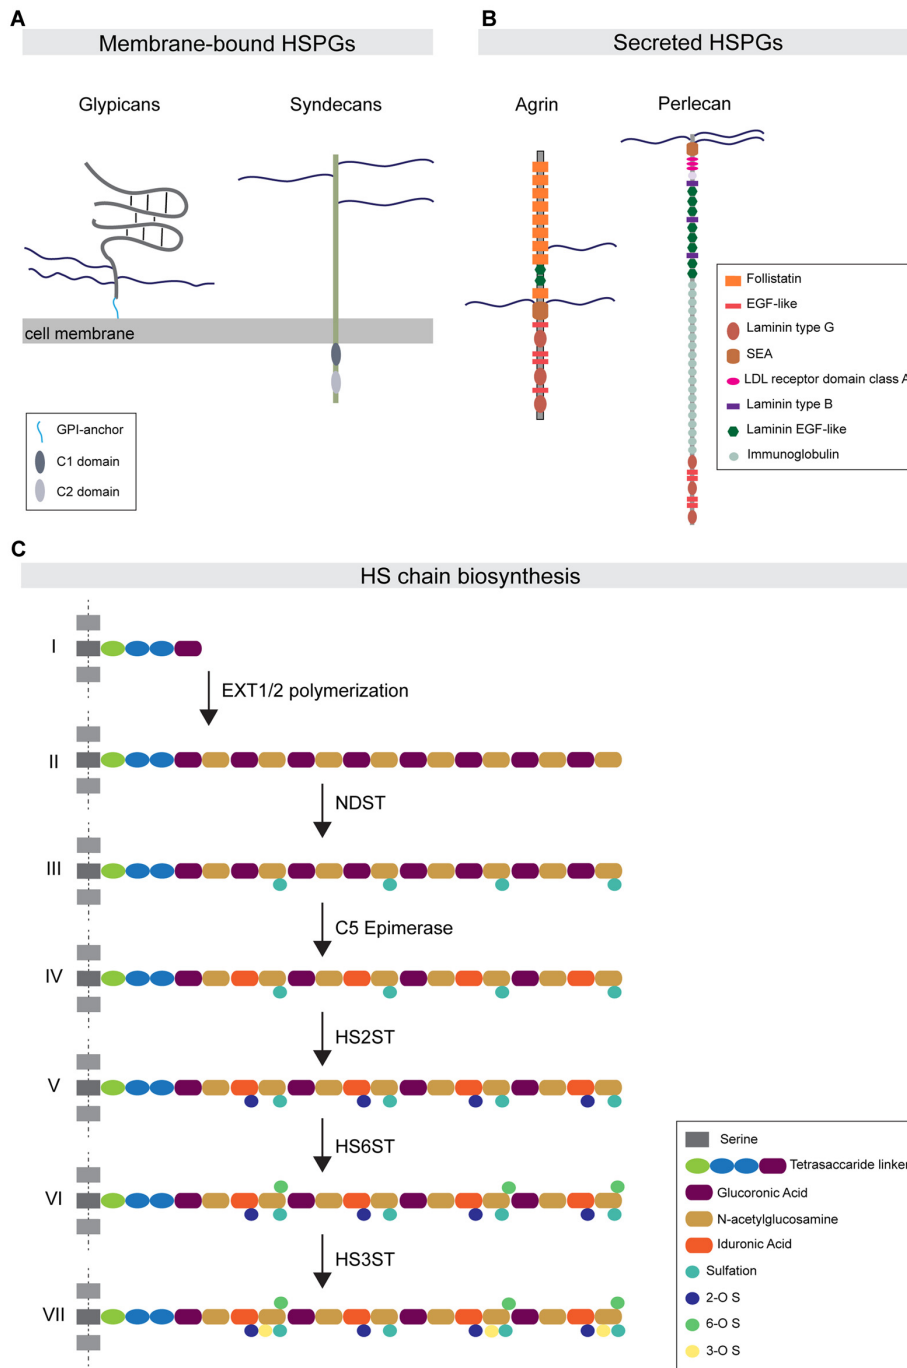 A
Membrane-bound HSPGs
Glypicans
Syndecans
cell membrane
GPI-anchor
C1 domain
C2 domain
B
Secreted HSPGs
Agrin
Perlecan
Follistatin
EGF-like
Laminin type G
SEA
LDL receptor domain class A
Laminin type B
Laminin EGF-like
Immunoglobulin
C
HS chain biosynthesis
I
EXT1/2 polymerization
II
NDST
III
C5 Epimerase
IV
HS2ST
V
HS6ST
VI
HS3ST
VII
Serine
Tetrasaccaride linker
Glucoronic Acid
N-acetylglucosamine
Iduronic Acid
Sulfation
2-O S
6-O S
3-O S